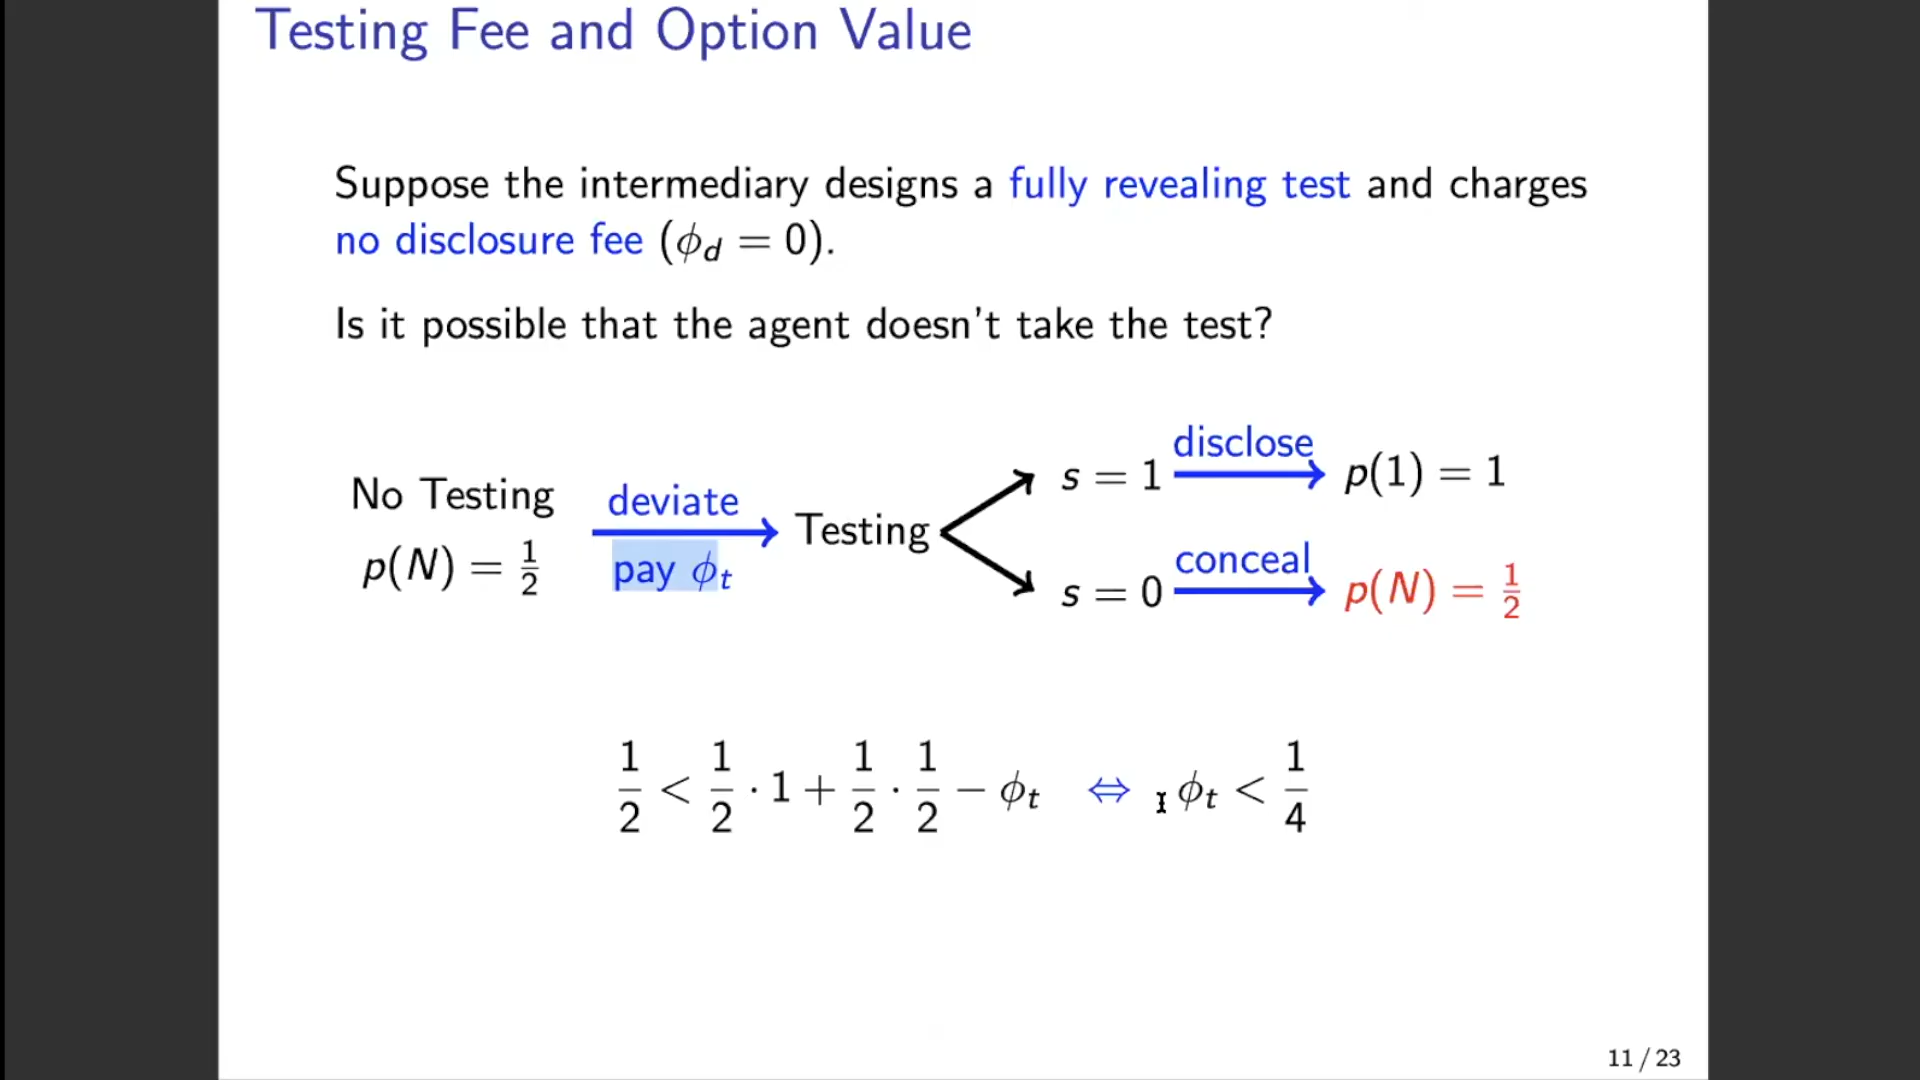 Testing Fee and Option Value
Suppose the intermediary designs a fully revealing test and charges
no disclosure fee (ϕ_d = 0).
Is it possible that the agent doesn't take the test?
No Testing
p(N) = 1/2
deviate
pay ϕ_t
Testing
s = 1
disclose
p(1) = 1
s = 0
conceal
p(N) = 1/2
1/2 < 1/2 · 1 + 1/2 · 1/2 − ϕ_t ⇔ ϕ_t < 1/4
11 / 23